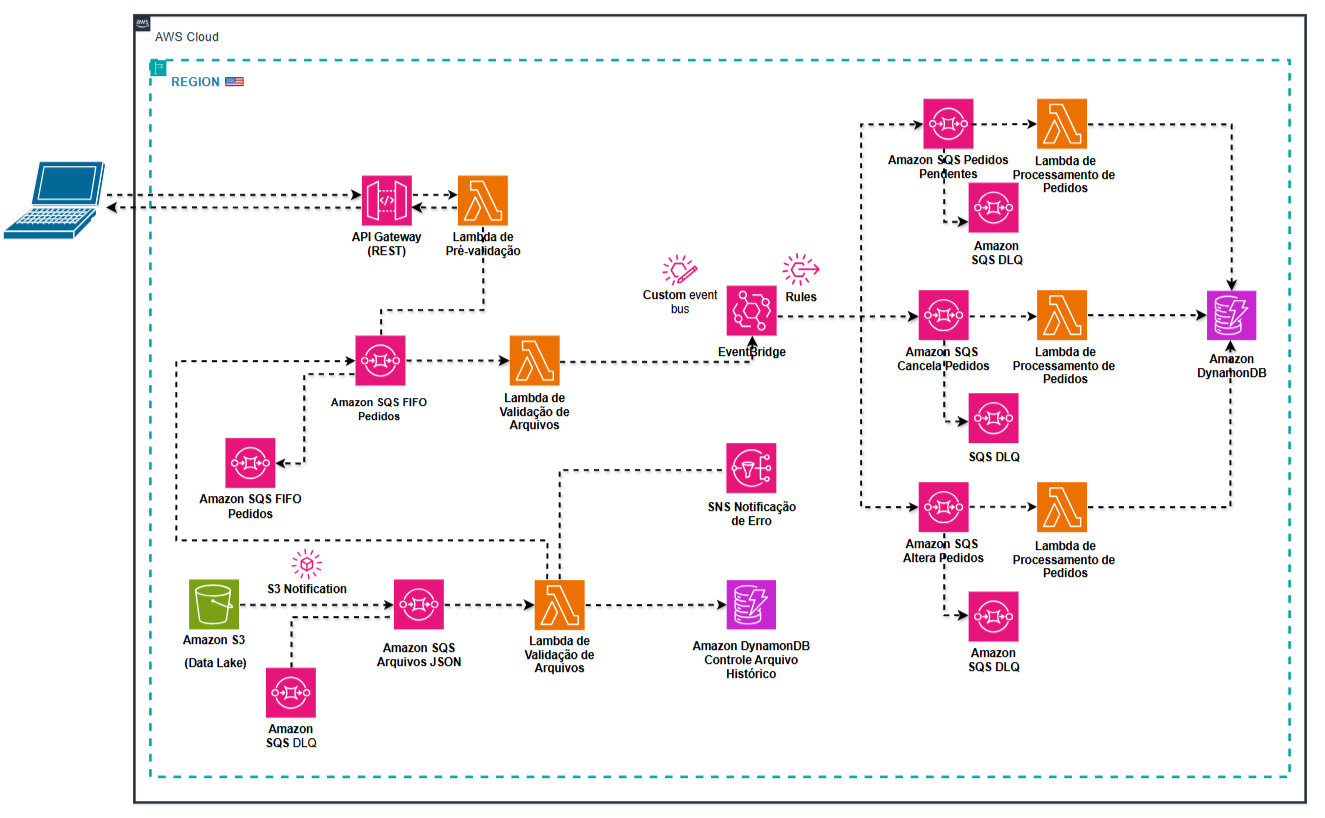 aws
AWS Cloud
REGION
Amazon SQS Pedidos
Pendentes
Lambda de
Processamento de
Pedidos
API Gateway
(REST)
Lambda de
Pré-validação
Amazon
SQS DLQ
Custom event
bus
Rules
EventBridge
Amazon SQS
Cancela Pedidos
Lambda de
Processamento de
Pedidos
Amazon
DynamonDB
Amazon SQS FIFO
Pedidos
Lambda de
Validação de
Arquivos
SQS DLQ
Amazon SQS FIFO
Pedidos
SNS Notificação
de Erro
Amazon SQS
Altera Pedidos
Lambda de
Processamento de
Pedidos
S3 Notification
Amazon S3
(Data Lake)
Amazon SQS
Arquivos JSON
Lambda de
Validação de
Arquivos
Amazon DynamonDB
Controle Arquivo
Histórico
Amazon
SQS DLQ
Amazon
SQS DLQ